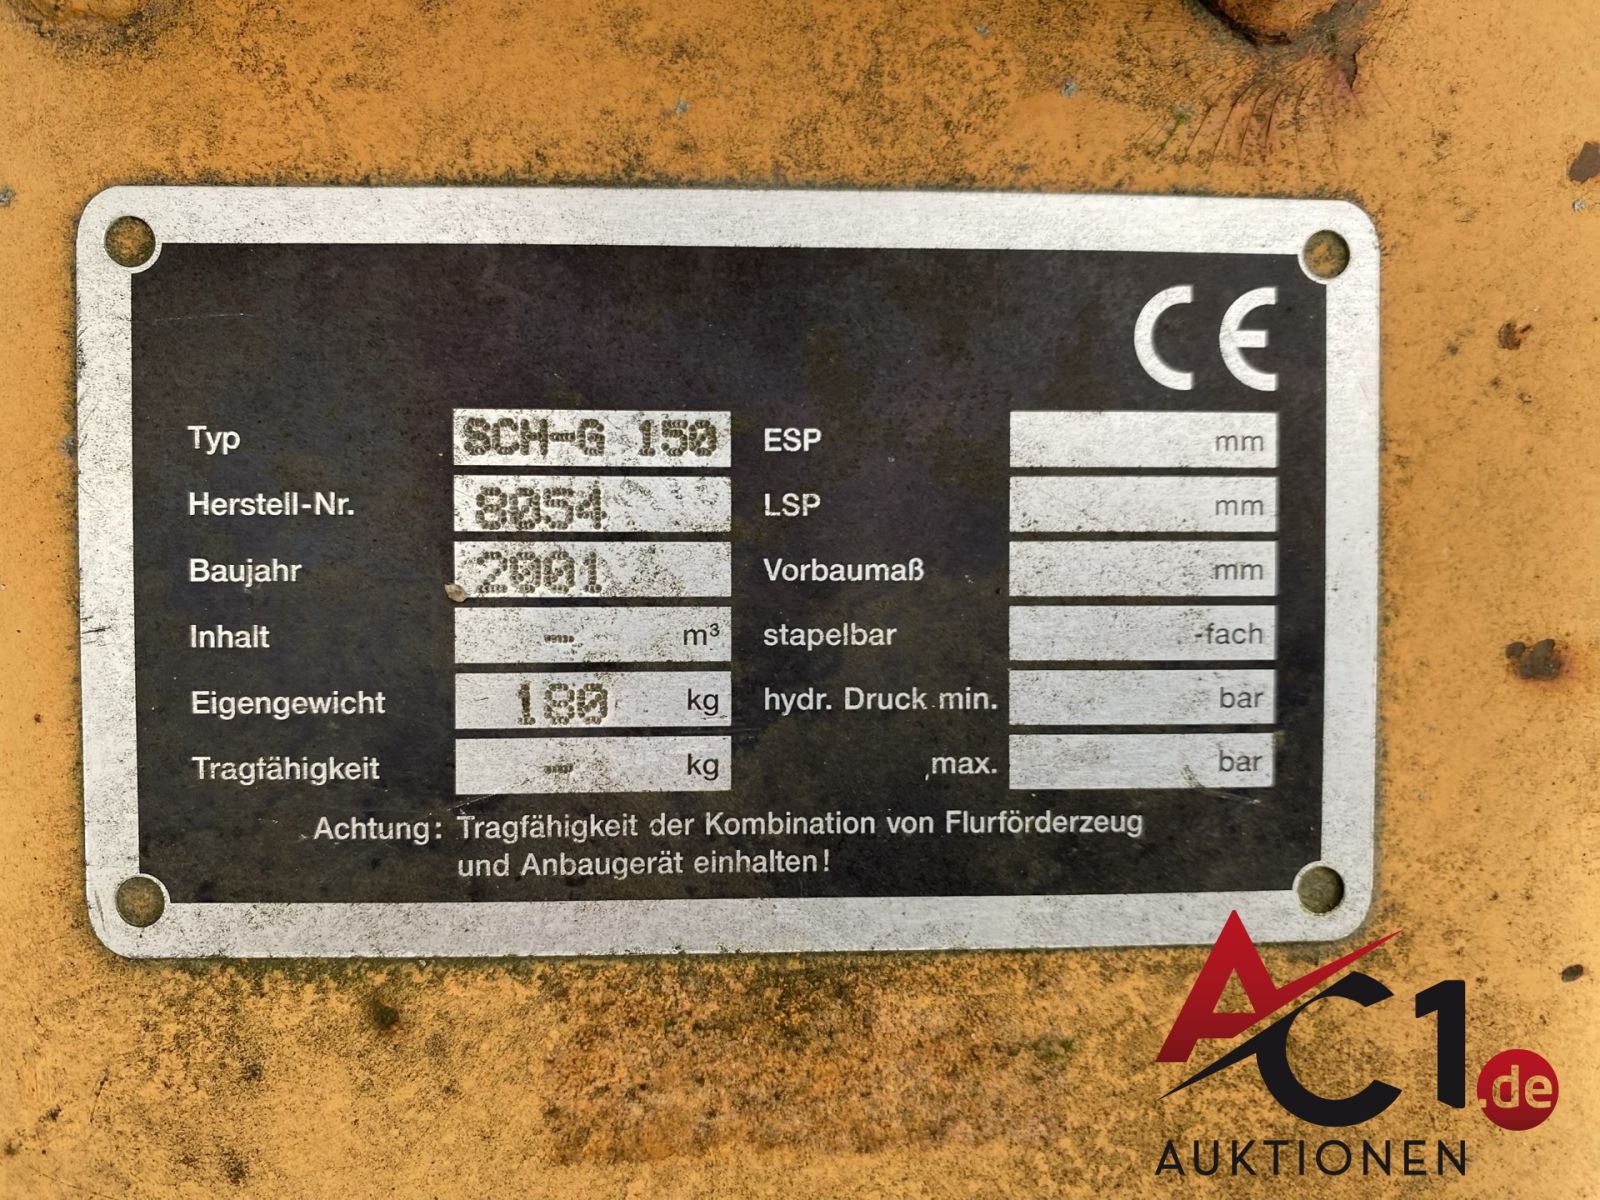 CE
Typ SCH-G 150 ESP mm
Herstell-Nr. 8054 LSP mm
Baujahr 2001 Vorbaumaß mm
Inhalt - m³ stapelbar -fach
Eigengewicht 180 kg hydr. Druck min. bar
Tragfähigkeit - kg max. bar
Achtung: Tragfähigkeit der Kombination von Flurförderzeug
und Anbaugerät einhalten!
AC1.de
AUKTIONEN